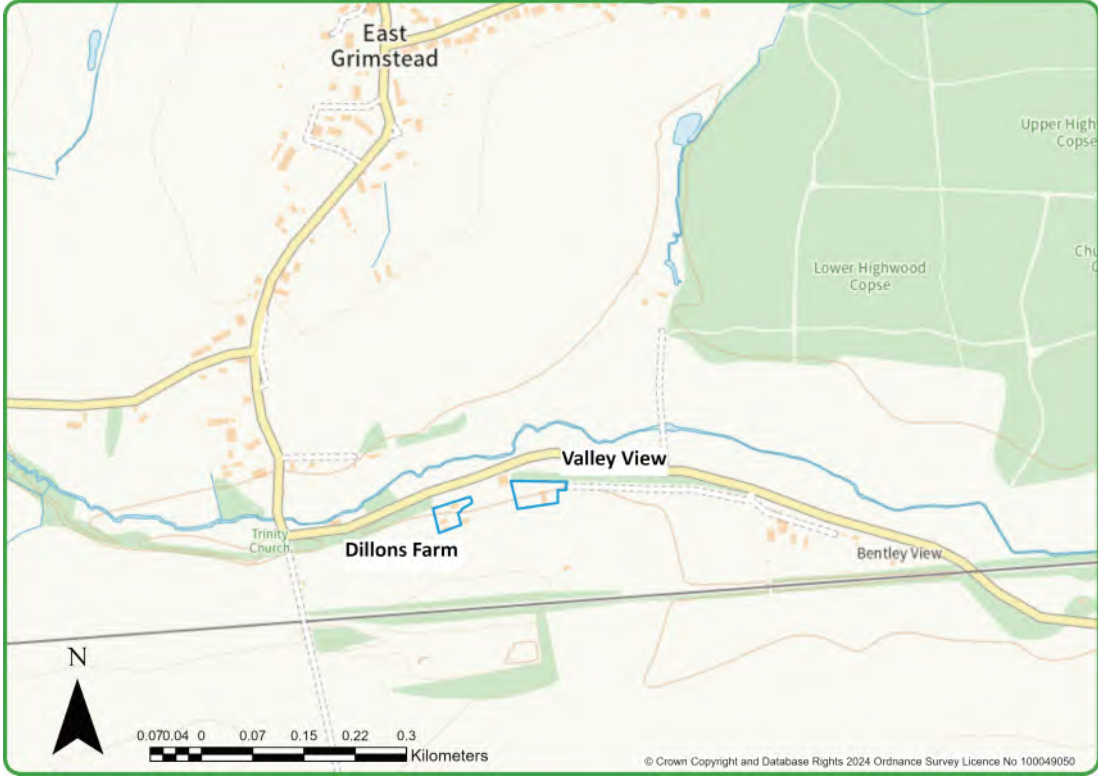 East
Grimstead
Upper High
Copse
Chu
Lower Highwood
Copse
Valley View
Trinity
Church
Dillons Farm
Bentley View
N
0.070.04 0 0.07 0.15 0.22 0.3
Kilometers
© Crown Copyright and Database Rights 2024 Ordnance Survey Licence No 100049050